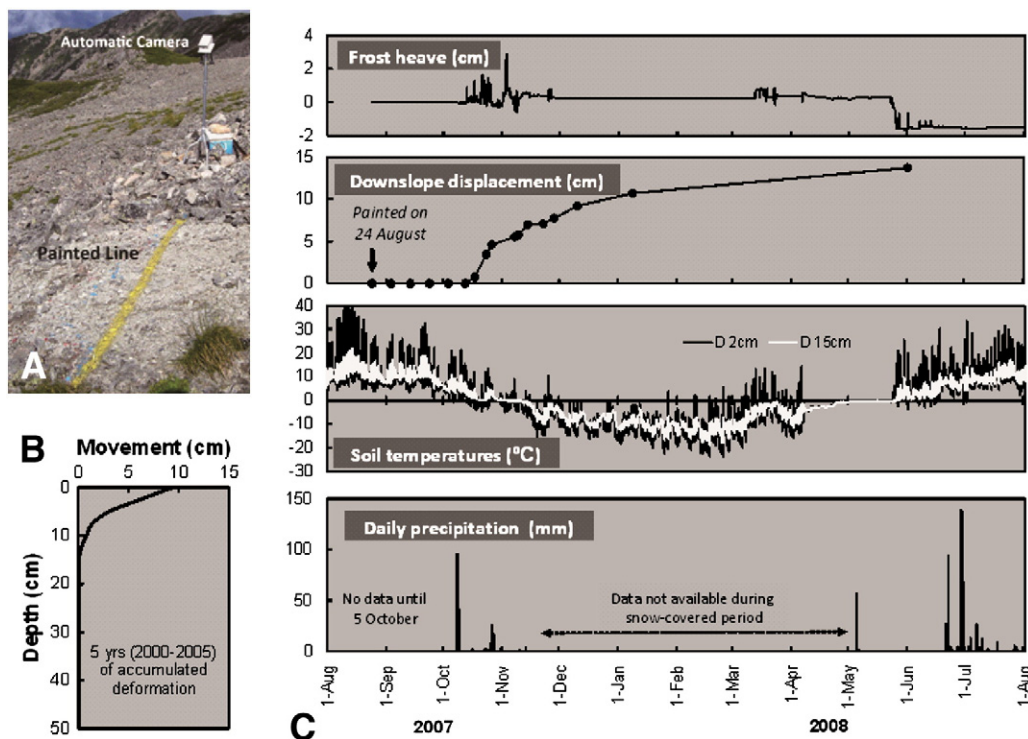 Automatic Camera
Painted Line
A
B
Movement (cm)
0 5 10 15
Depth (cm)
0
10
20
30
40
50
5 yrs (2000-2005)
of accumulated
deformation
C
Frost heave (cm)
4
2
0
-2
Downslope displacement (cm)
15
10
5
0
Painted on
24 August
40
30
20
10
0
-10
-20
-30
D 2cm
D 15cm
Soil temperatures (°C)
Daily precipitation (mm)
150
100
50
0
No data until
5 October
Data not available during
snow-covered period
1-Aug
1-Sep
1-Oct
1-Nov
1-Dec
1-Jan
1-Feb
1-Mar
1-Apr
1-May
1-Jun
1-Jul
1-Aug
2007
2008